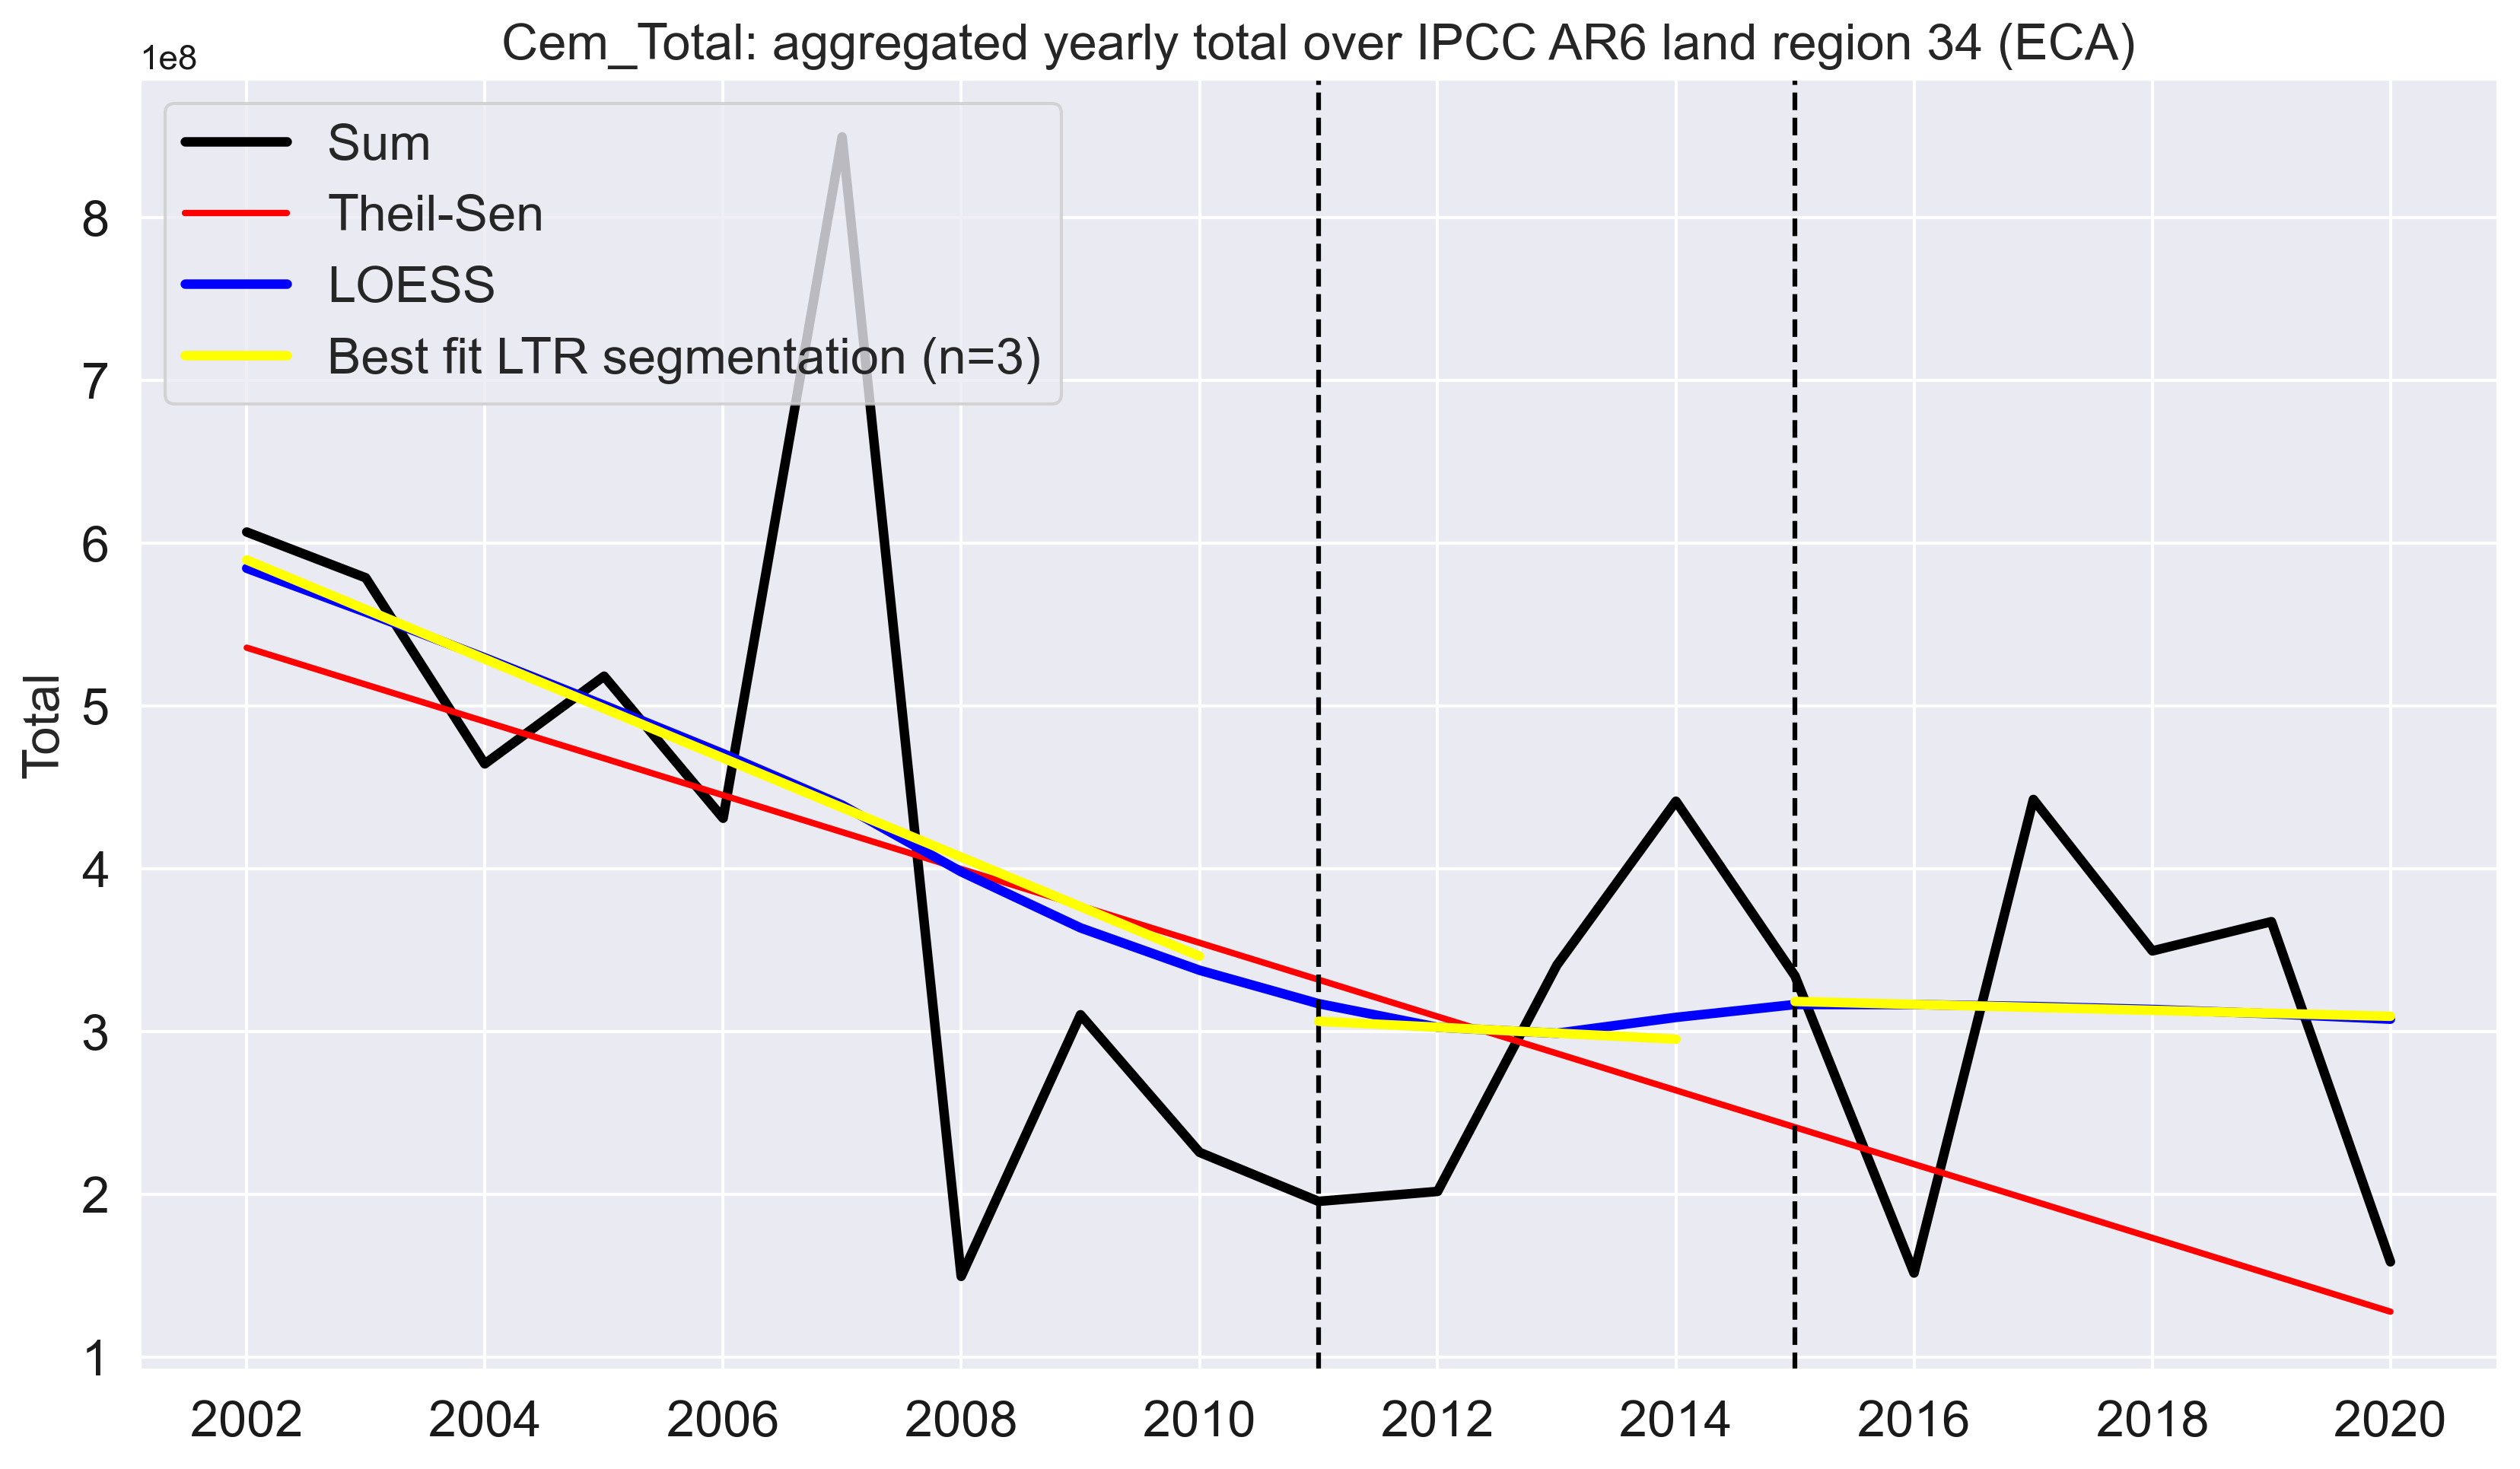 Cem_Total: aggregated yearly total over IPCC AR6 land region 34 (ECA)
1e8
Sum
Theil-Sen
LOESS
Best fit LTR segmentation (n=3)
Total
8
7
6
5
4
3
2
1
2002 2004 2006 2008 2010 2012 2014 2016 2018 2020